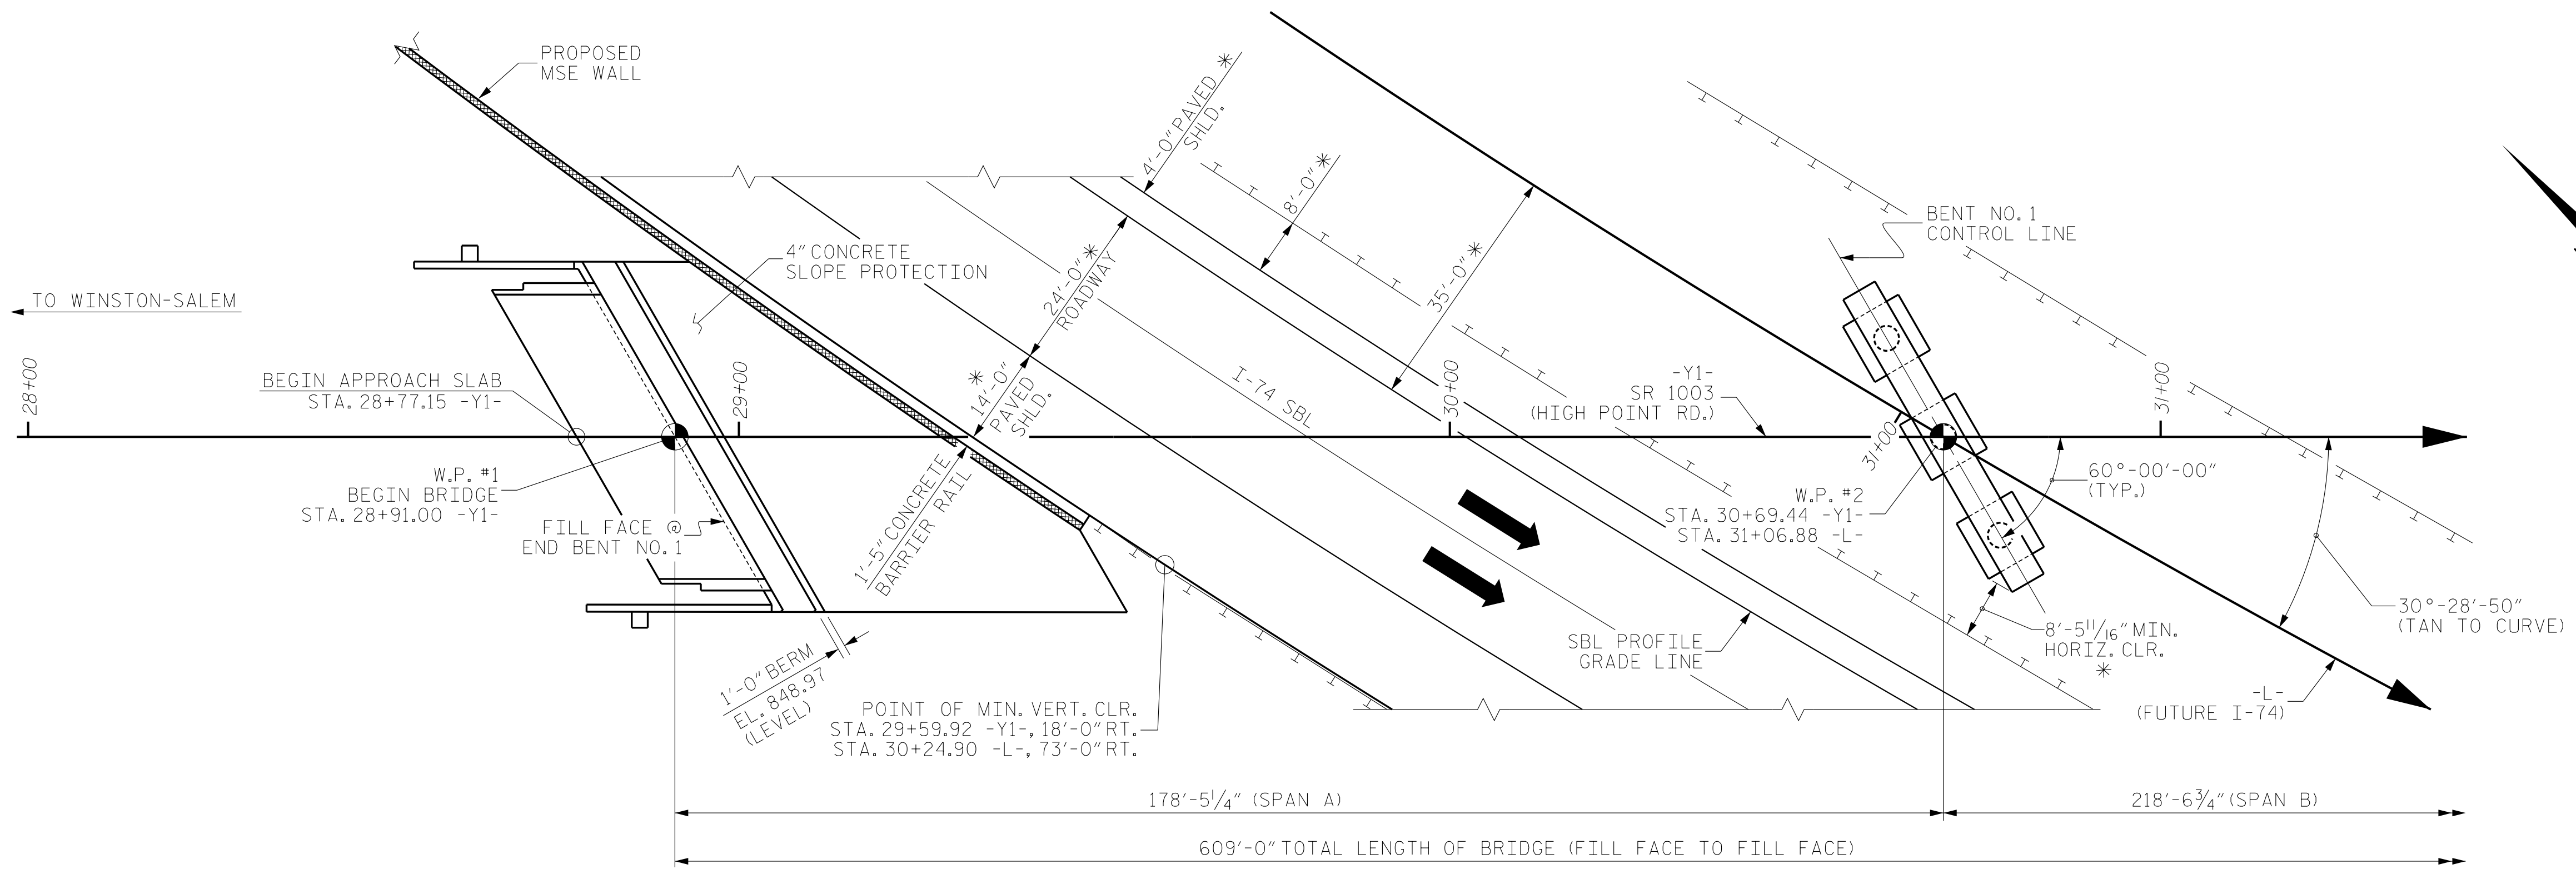 PROPOSED
MSE WALL
4'-0" PAVED *
SHLD.
8'-0" *
24'-0" *
ROADWAY
35'-0" *
BENT NO. 1
CONTROL LINE
4" CONCRETE
SLOPE PROTECTION
TO WINSTON-SALEM
28+00
BEGIN APPROACH SLAB
STA. 28+77.15 -Y1-
29+00
*
14'-0"
PAVED
SHLD.
I-74 SBL
30+00
-Y1-
SR 1003
(HIGH POINT RD.)
31+00
31+00
W.P. #1
BEGIN BRIDGE
STA. 28+91.00 -Y1-
FILL FACE @
END BENT NO. 1
1'-5" CONCRETE
BARRIER RAIL
W.P. #2
STA. 30+69.44 -Y1-
STA. 31+06.88 -L-
60°-00'-00"
(TYP.)
30°-28'-50"
(TAN TO CURVE)
8'-5 11/16" MIN.
HORIZ. CLR.
*
SBL PROFILE
GRADE LINE
1'-0" BERM
EL. 848.97
(LEVEL)
POINT OF MIN. VERT. CLR.
STA. 29+59.92 -Y1-, 18'-0" RT.
STA. 30+24.90 -L-, 73'-0" RT.
-L-
(FUTURE I-74)
178'-5 1/4" (SPAN A)
218'-6 3/4" (SPAN B)
609'-0" TOTAL LENGTH OF BRIDGE (FILL FACE TO FILL FACE)